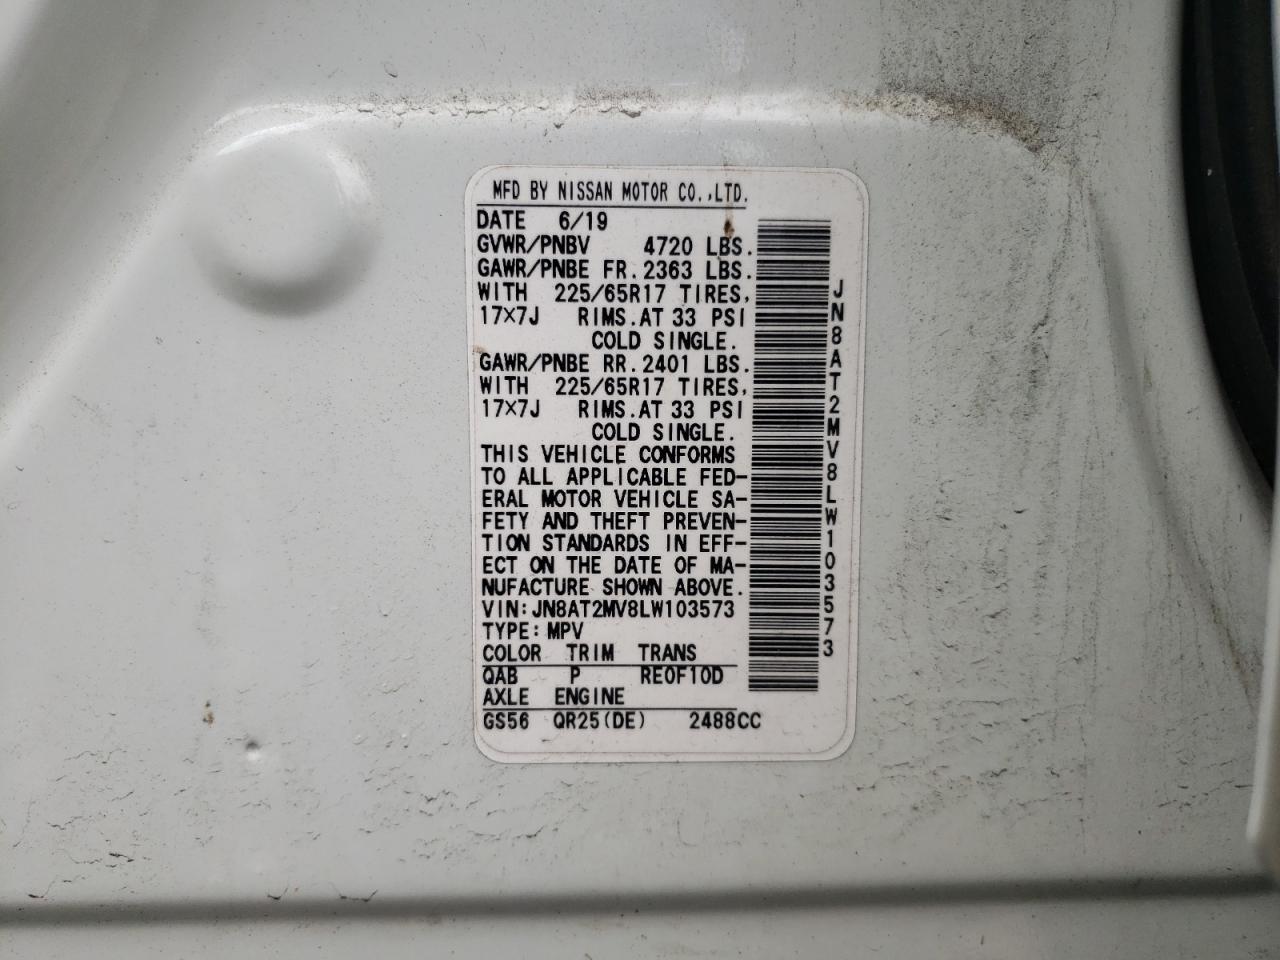 MFD BY NISSAN MOTOR CO.,LTD.
DATE 6/19
GVWR/PNBV 4720 LBS.
GAWR/PNBE FR.2363 LBS.
WITH 225/65R17 TIRES,
17×7J RIMS.AT 33 PSI
COLD SINGLE.
GAWR/PNBE RR.2401 LBS.
WITH 225/65R17 TIRES,
17×7J RIMS.AT 33 PSI
COLD SINGLE.
THIS VEHICLE CONFORMS
TO ALL APPLICABLE FED-
ERAL MOTOR VEHICLE SA-
FETY AND THEFT PREVEN-
TION STANDARDS IN EFF-
ECT ON THE DATE OF MA-
NUFACTURE SHOWN ABOVE.
VIN:JN8AT2MV8LW103573
TYPE:MPV
COLOR TRIM TRANS
QAB P RE0F10D
AXLE ENGINE
GS56 QR25(DE) 2488CC
JN8AT2MV8LW103573